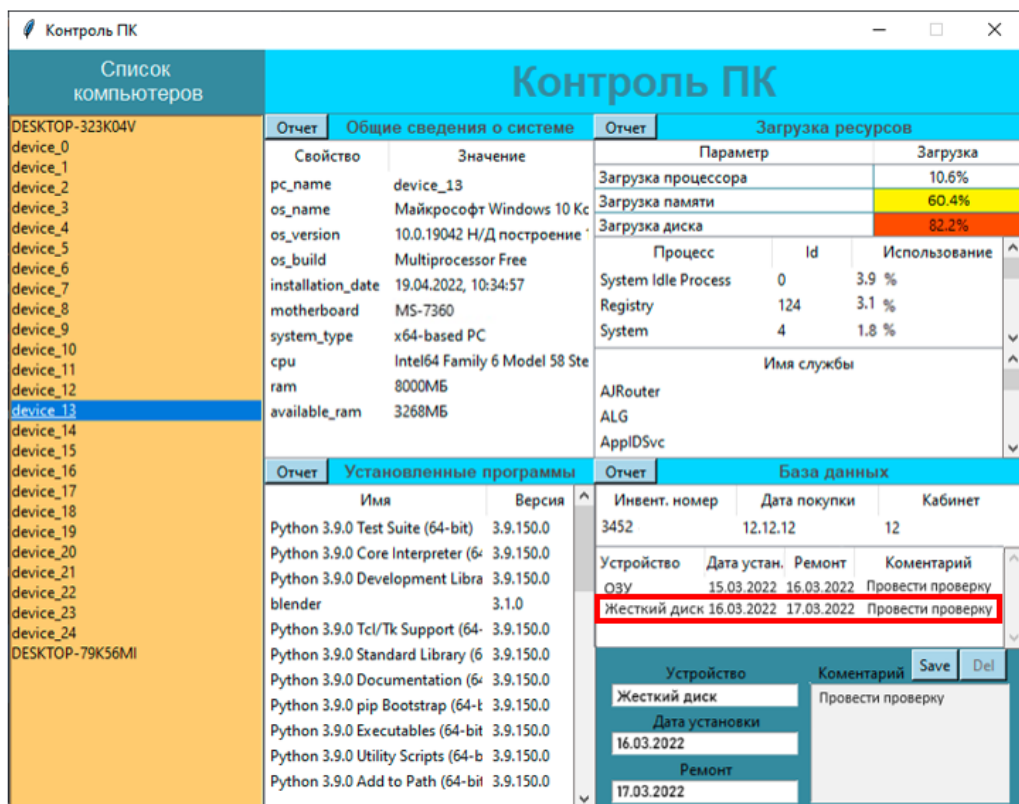 Контроль ПК
Список
компьютеров
Контроль ПК
DESKTOP-323K04V
device_0
device_1
device_2
device_3
device_4
device_5
device_6
device_7
device_8
device_9
device_10
device_11
device_12
device_13
device_14
device_15
device_16
device_17
device_18
device_19
device_20
device_21
device_22
device_23
device_24
DESKTOP-79K56MI
Отчет Общие сведения о системе
Свойство Значение
pc_name device_13
os_name Майкрософт Windows 10 Кс
os_version 10.0.19042 Н/Д построение
os_build Multiprocessor Free
installation_date 19.04.2022, 10:34:57
motherboard MS-7360
system_type x64-based PC
cpu Intel64 Family 6 Model 58 Ste
ram 8000МБ
available_ram 3268МБ
Отчет Загрузка ресурсов
Параметр Загрузка
Загрузка процессора 10.6%
Загрузка памяти 60.4%
Загрузка диска 82.2%
Процесс Id Использование
System Idle Process 0 3.9 %
Registry 124 3.1 %
System 4 1.8 %
Имя службы
AJRouter
ALG
AppIDSvc
Отчет Установленные программы
Имя Версия
Python 3.9.0 Test Suite (64-bit) 3.9.150.0
Python 3.9.0 Core Interpreter (64 3.9.150.0
Python 3.9.0 Development Libra 3.9.150.0
blender 3.1.0
Python 3.9.0 Tcl/Tk Support (64- 3.9.150.0
Python 3.9.0 Standard Library (6 3.9.150.0
Python 3.9.0 Documentation (64 3.9.150.0
Python 3.9.0 pip Bootstrap (64-b 3.9.150.0
Python 3.9.0 Executables (64-bit 3.9.150.0
Python 3.9.0 Utility Scripts (64-b 3.9.150.0
Python 3.9.0 Add to Path (64-bit 3.9.150.0
Отчет База данных
Инвент. номер Дата покупки Кабинет
3452 12.12.12 12
Устройство Дата устан. Ремонт Коментарий
ОЗУ 15.03.2022 16.03.2022 Провести проверку
Жесткий диск 16.03.2022 17.03.2022 Провести проверку
Устройство Коментарий Save Del
Жесткий диск Провести проверку
Дата установки
16.03.2022
Ремонт
17.03.2022